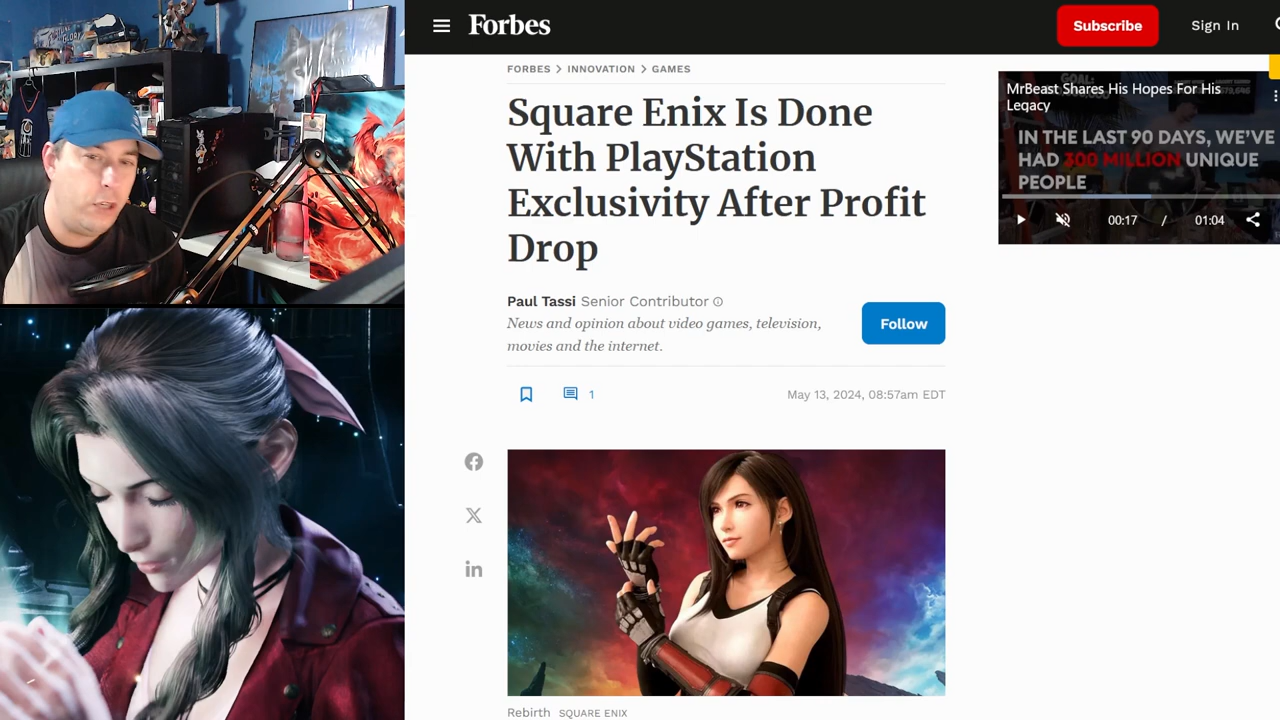 Forbes
Subscribe
Sign In
FORBES > INNOVATION > GAMES
Square Enix Is Done
With PlayStation
Exclusivity After Profit
Drop
Paul Tassi Senior Contributor
News and opinion about video games, television,
movies and the internet.
Follow
1
May 13, 2024, 08:57am EDT
Rebirth SQUARE ENIX
MrBeast Shares His Hopes For His
Legacy
GOAL:
IN THE LAST 90 DAYS, WE'VE
HAD 300 MILLION UNIQUE
PEOPLE
00:17 / 01:04
GLORY